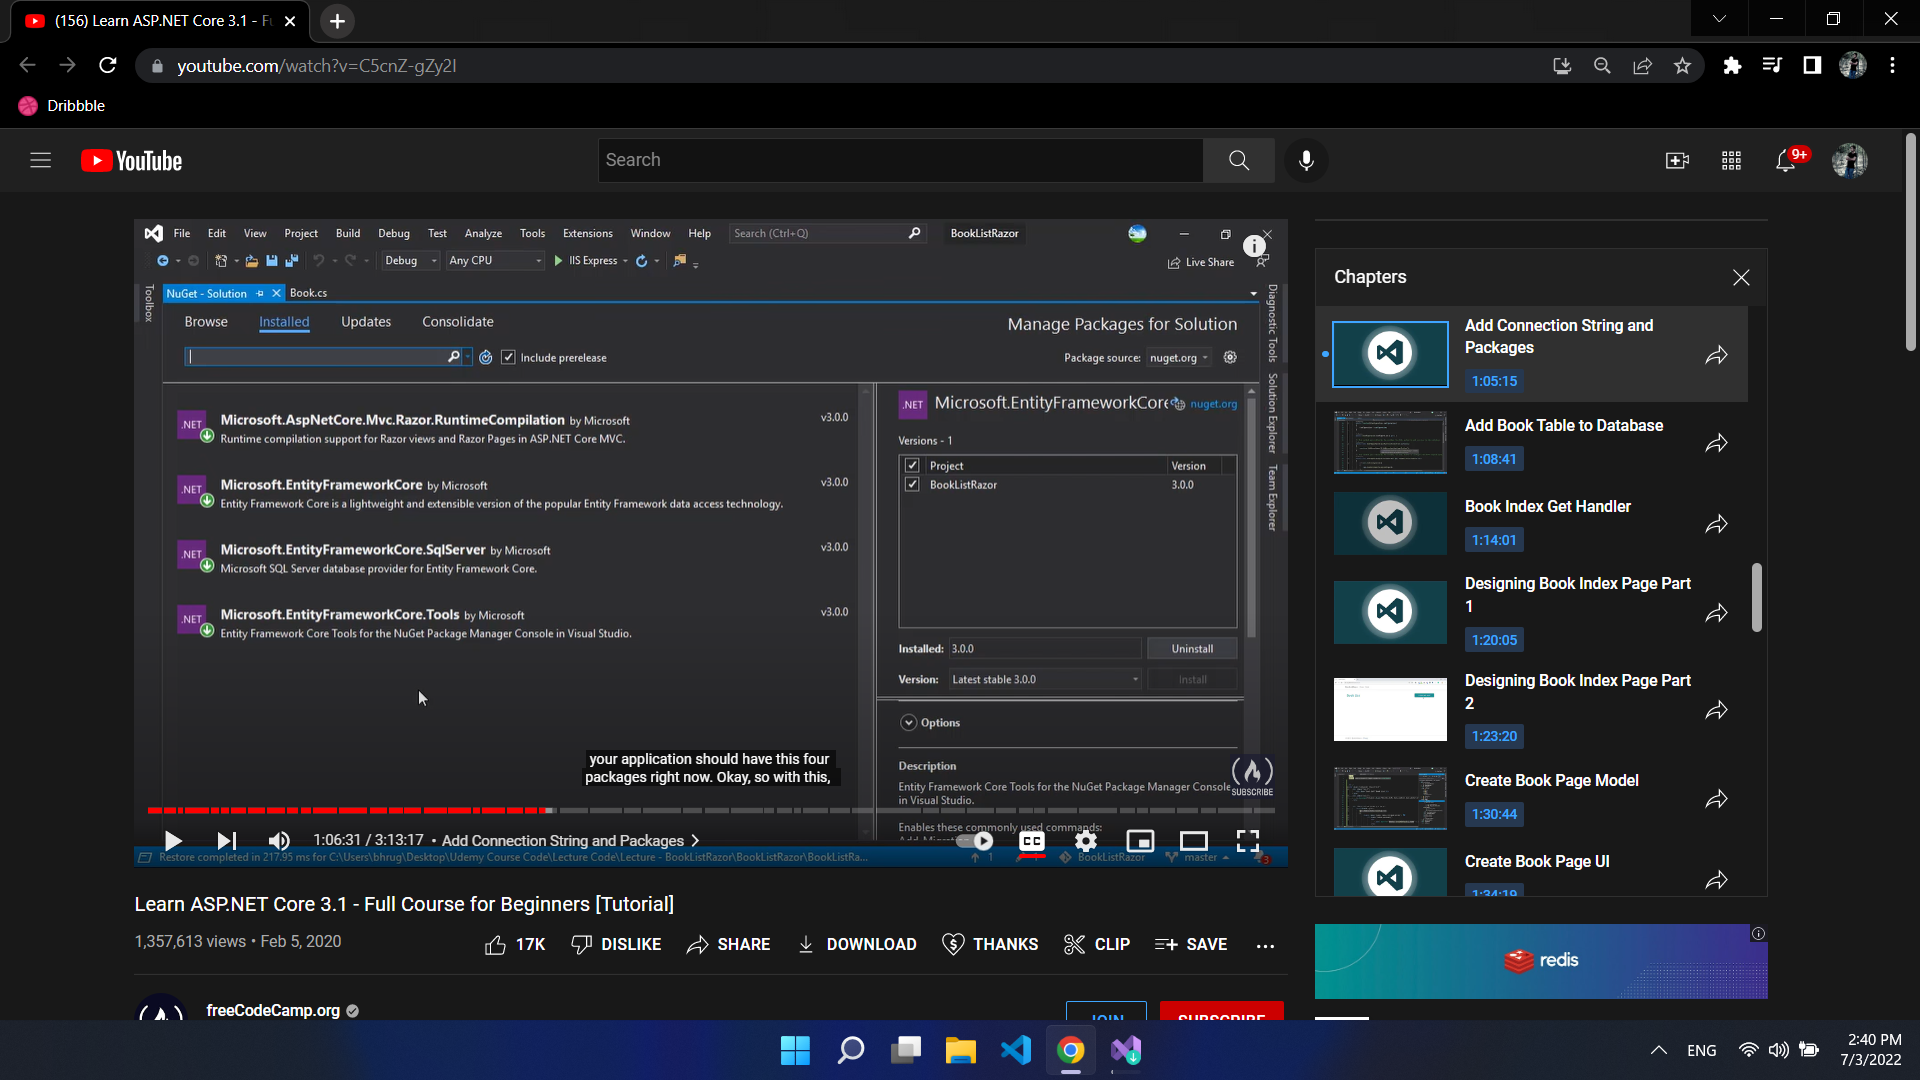 (156) Learn ASP.NET Core 3.1 - Fu
youtube.com/watch?v=C5cnZ-gZy2I
Dribbble
YouTube
Search
9+
File Edit View Project Build Debug Test Analyze Tools Extensions Window Help Search (Ctrl+Q) BookListRazor
Debug Any CPU IIS Express Live Share
Toolbox
NuGet - Solution Book.cs
Browse Installed Updates Consolidate Manage Packages for Solution
Include prerelease Package source: nuget.org
Microsoft.AspNetCore.Mvc.Razor.RuntimeCompilation by Microsoft v3.0.0
Runtime compilation support for Razor views and Razor Pages in ASP.NET Core MVC.
.NET
Microsoft.EntityFrameworkCore by Microsoft v3.0.0
Entity Framework Core is a lightweight and extensible version of the popular Entity Framework data access technology.
.NET
Microsoft.EntityFrameworkCore.SqlServer by Microsoft v3.0.0
Microsoft SQL Server database provider for Entity Framework Core.
.NET
Microsoft.EntityFrameworkCore.Tools by Microsoft v3.0.0
Entity Framework Core Tools for the NuGet Package Manager Console in Visual Studio.
.NET
.NET Microsoft.EntityFrameworkCore nuget.org
Versions - 1
Project Version
BookListRazor 3.0.0
Installed: 3.0.0 Uninstall
Version: Latest stable 3.0.0 Install
Options
Description
Entity Framework Core Tools for the NuGet Package Manager Console
in Visual Studio.
Enables these commonly used commands:
Diagnostic Tools
Solution Explorer
Team Explorer
SUBSCRIBE
your application should have this four
packages right now. Okay, so with this,
1:06:31 / 3:13:17 • Add Connection String and Packages
CC
Restore completed in 217.95 ms for C:\Users\bhrug\Desktop\Udemy Course Code\Lecture Code\Lecture - BookListRazor\BookListRazor\BookListRa... 1 BookListRazor master 3
Chapters
Add Connection String and
Packages
1:05:15
Add Book Table to Database
1:08:41
Book Index Get Handler
1:14:01
Designing Book Index Page Part
1
1:20:05
Designing Book Index Page Part
2
1:23:20
Create Book Page Model
1:30:44
Create Book Page UI
1:34:19
redis
Learn ASP.NET Core 3.1 - Full Course for Beginners [Tutorial]
1,357,613 views • Feb 5, 2020
17K DISLIKE SHARE DOWNLOAD THANKS CLIP SAVE
freeCodeCamp.org
JOIN SUBSCRIBE
ENG
2:40 PM
7/3/2022